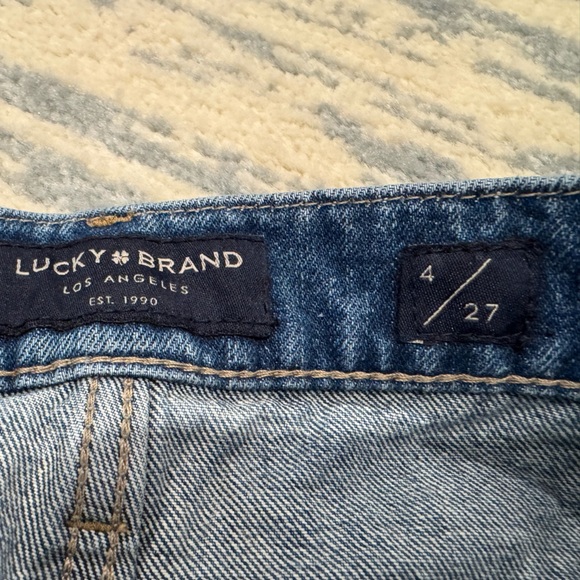 LUCKY BRAND
LOS ANGELES
EST. 1990
4/27